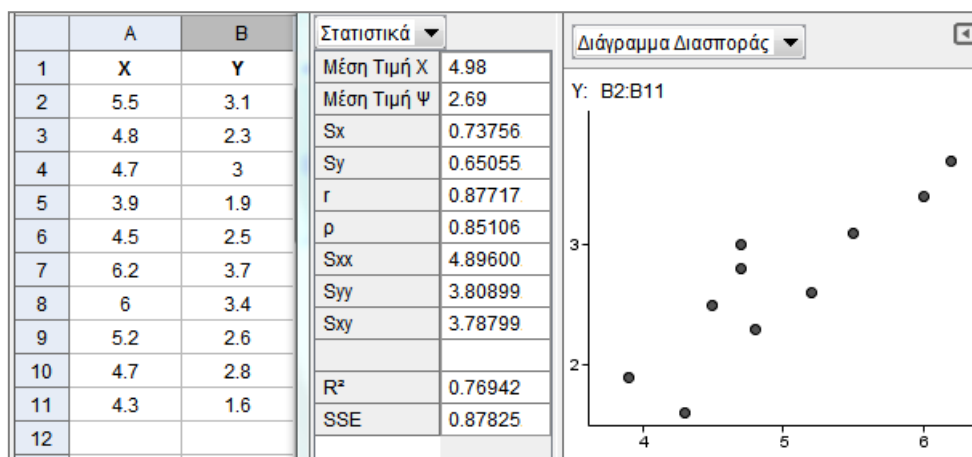 A B
1 X Y
2 5.5 3.1
3 4.8 2.3
4 4.7 3
5 3.9 1.9
6 4.5 2.5
7 6.2 3.7
8 6 3.4
9 5.2 2.6
10 4.7 2.8
11 4.3 1.6
12
Στατιστικά
Μέση Τιμή Χ 4.98
Μέση Τιμή Ψ 2.69
Sx 0.73756
Sy 0.65055
r 0.87717
ρ 0.85106
Sxx 4.89600
Syy 3.80899
Sxy 3.78799
R² 0.76942
SSE 0.87825
Διάγραμμα Διασποράς
Y: B2:B11
3
2
4 5 6